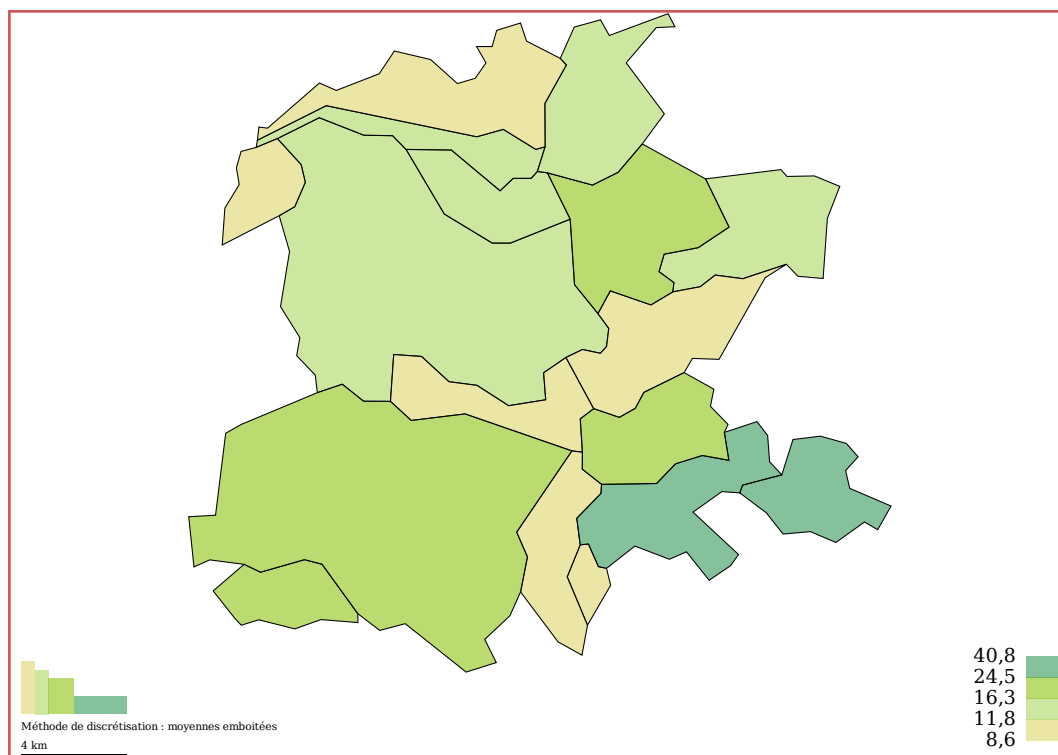 40,8
24,5
16,3
11,8
8,6
Méthode de discrétisation : moyennes emboitées
4 km